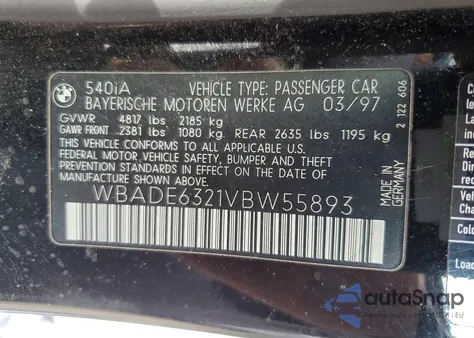 540iA VEHICLE TYPE: PASSENGER CAR
BAYERISCHE MOTOREN WERKE AG 03/97
GVWR 4817 lbs 2185 kg
GAWR FRONT 2381 lbs 1080 kg REAR 2635 lbs 1195 kg
THIS VEHICLE CONFORMS TO ALL APPLICABLE
U.S. FEDERAL VEHICLE SAFETY, BUMPER AND THEFT
PREVENTION STANDARDS IN EFFECT ON THE DATE OF
MANUFACTURE SHOWN ABOVE.
WBADE6321VBW55893
MADE IN
GERMANY
2 122 606
autoSnap